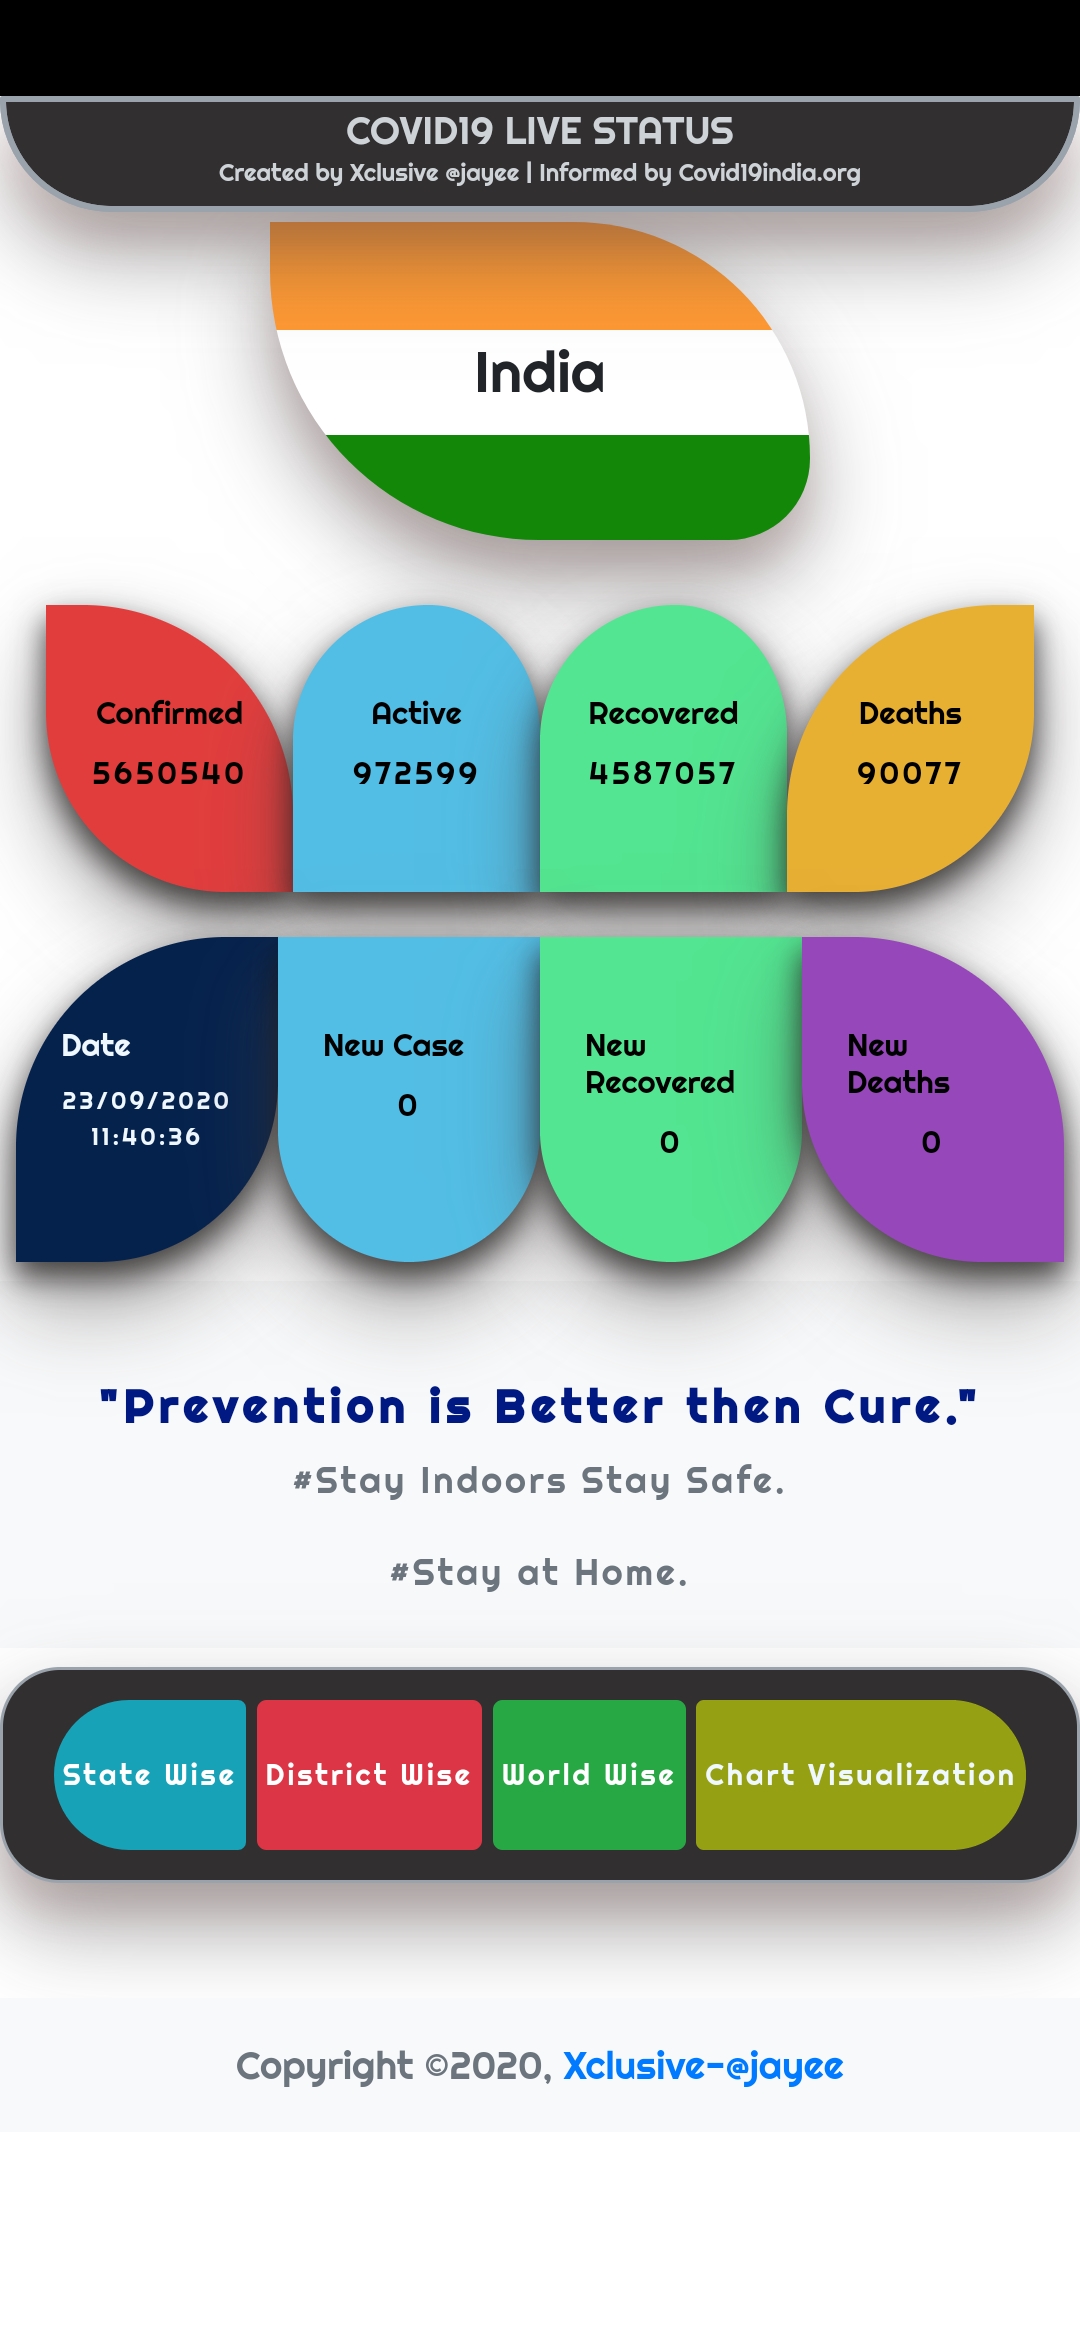 COVID19 LIVE STATUS
Created by Xclusive @jayee | Informed by Covid19india.org
India
Confirmed
5650540
Active
972599
Recovered
4587057
Deaths
90077
Date
23/09/2020
11:40:36
New Case
0
New
Recovered
0
New
Deaths
0
"Prevention is Better then Cure."
#Stay Indoors Stay Safe.
#Stay at Home.
State Wise
District Wise
World Wise
Chart Visualization
Copyright ©2020, Xclusive-@jayee